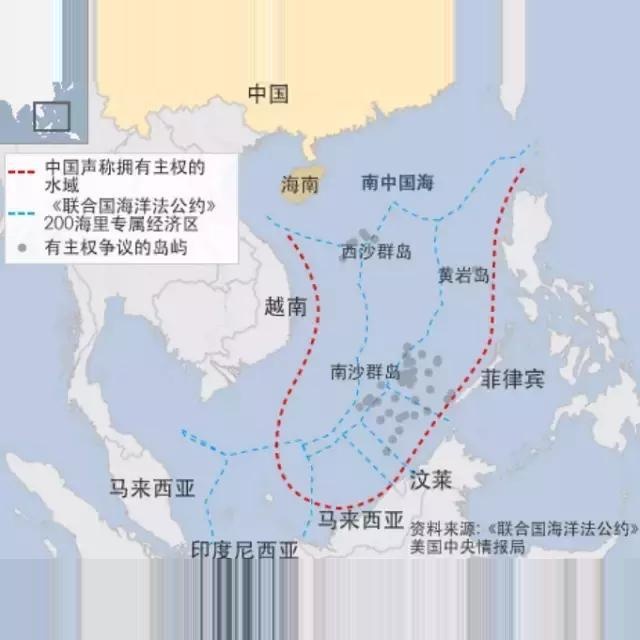 中国
中国声称拥有主权的
水域
《联合国海洋法公约》
200海里专属经济区
有主权争议的岛屿
海南
南中国海
西沙群岛
黄岩岛
越南
南沙群岛
菲律宾
马来西亚
汶莱
马来西亚
印度尼西亚
资料来源:《联合国海洋法公约》
美国中央情报局